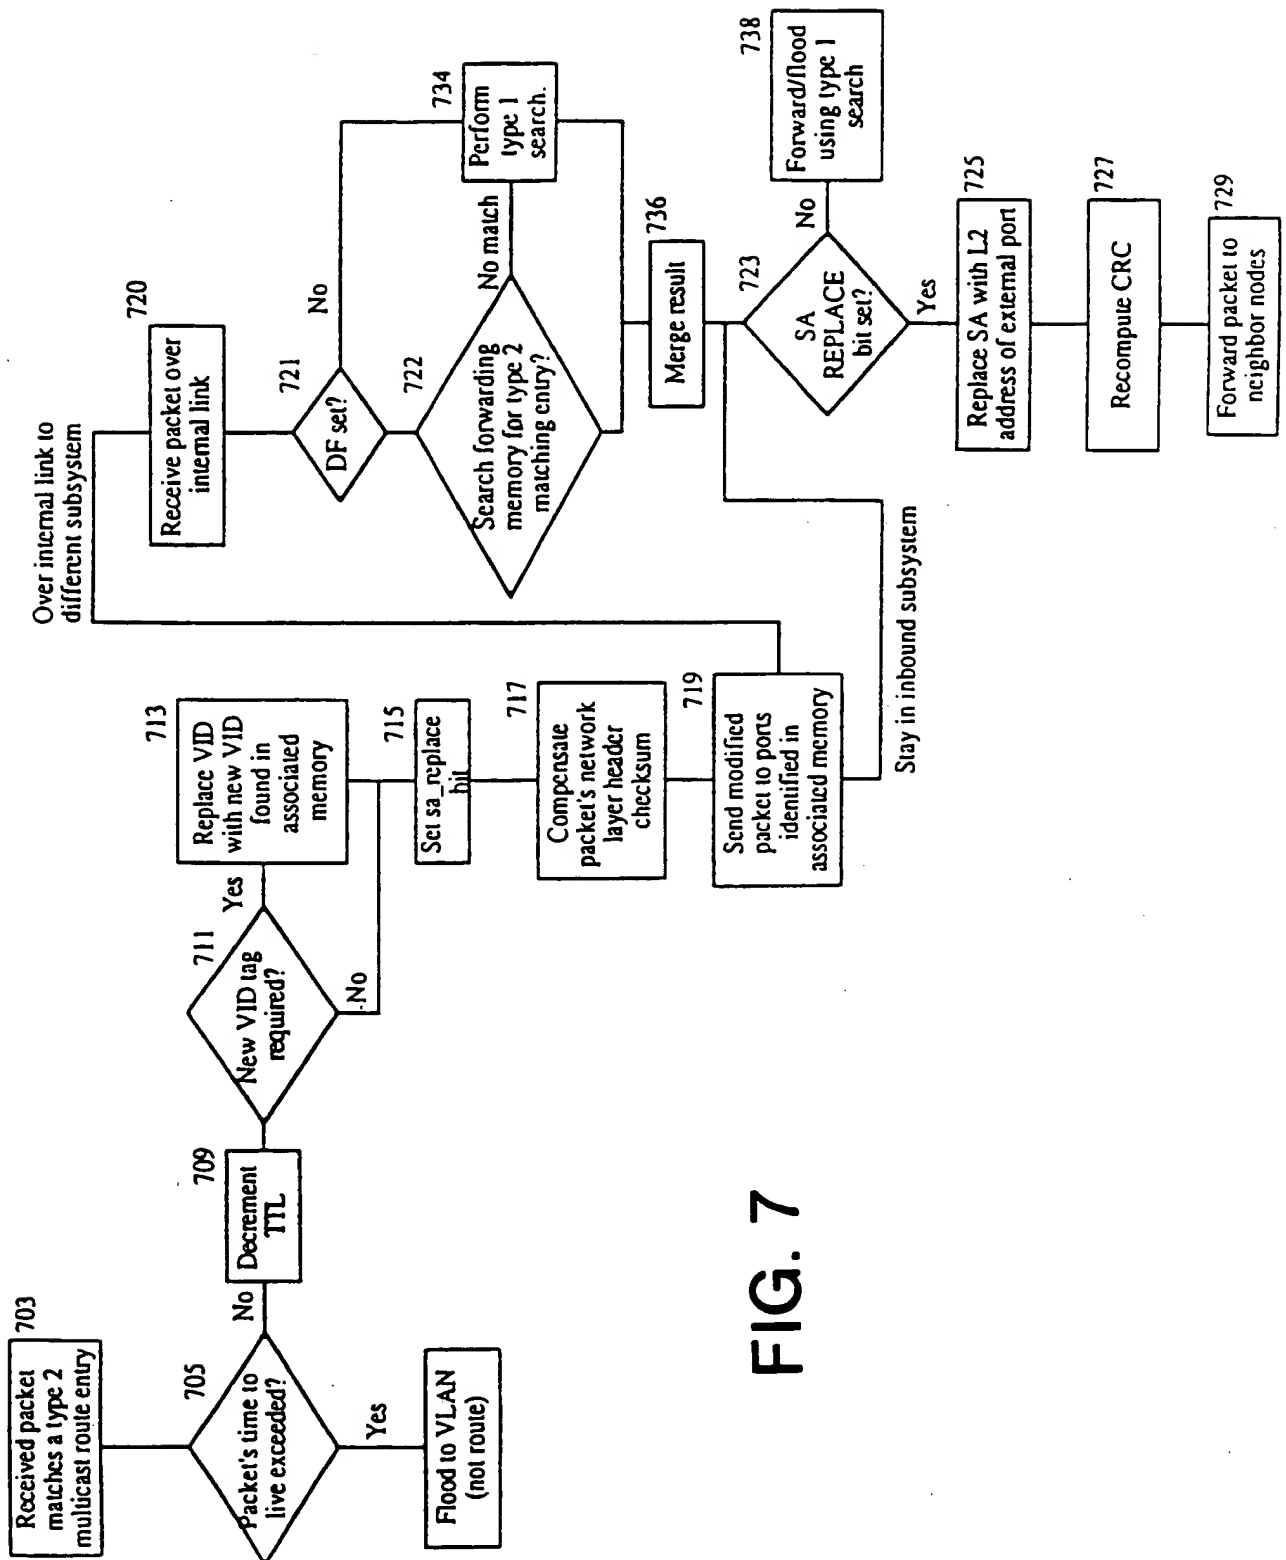 703
Received packet
matches a type 2
multicast route entry
705
Packet's time to
live exceeded?
Yes
Flood to VLAN
(not route)
No
709
Decrement
TTL
711
New VID tag
required?
Yes
No
713
Replace VID
with new VID
found in
associated
memory
715
Set sa_replace
bit
717
Compensate
packet's network
layer header
checksum
719
Send modified
packet to ports
identified in
associated memory
Over internal link to
different subsystem
Stay in inbound subsystem
720
Receive packet over
internal link
721
DF set?
No
722
Search forwarding
memory for type 2
matching entry?
No match
734
Perform
type 1
search.
736
Merge result
723
SA
REPLACE
bit set?
No
738
Forward/flood
using type 1
search
Yes
725
Replace SA with L2
address of external port
727
Recompute CRC
729
Forward packet to
neighbor nodes
FIG. 7